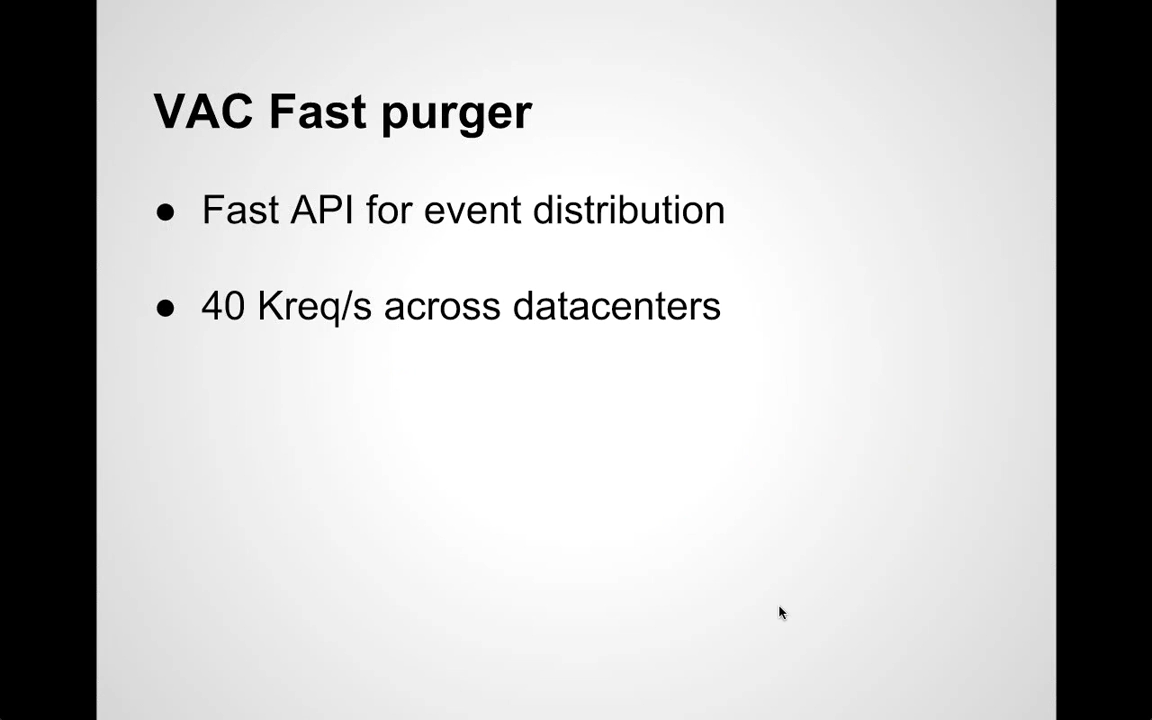 VAC Fast purger
● Fast API for event distribution
● 40 Kreq/s across datacenters